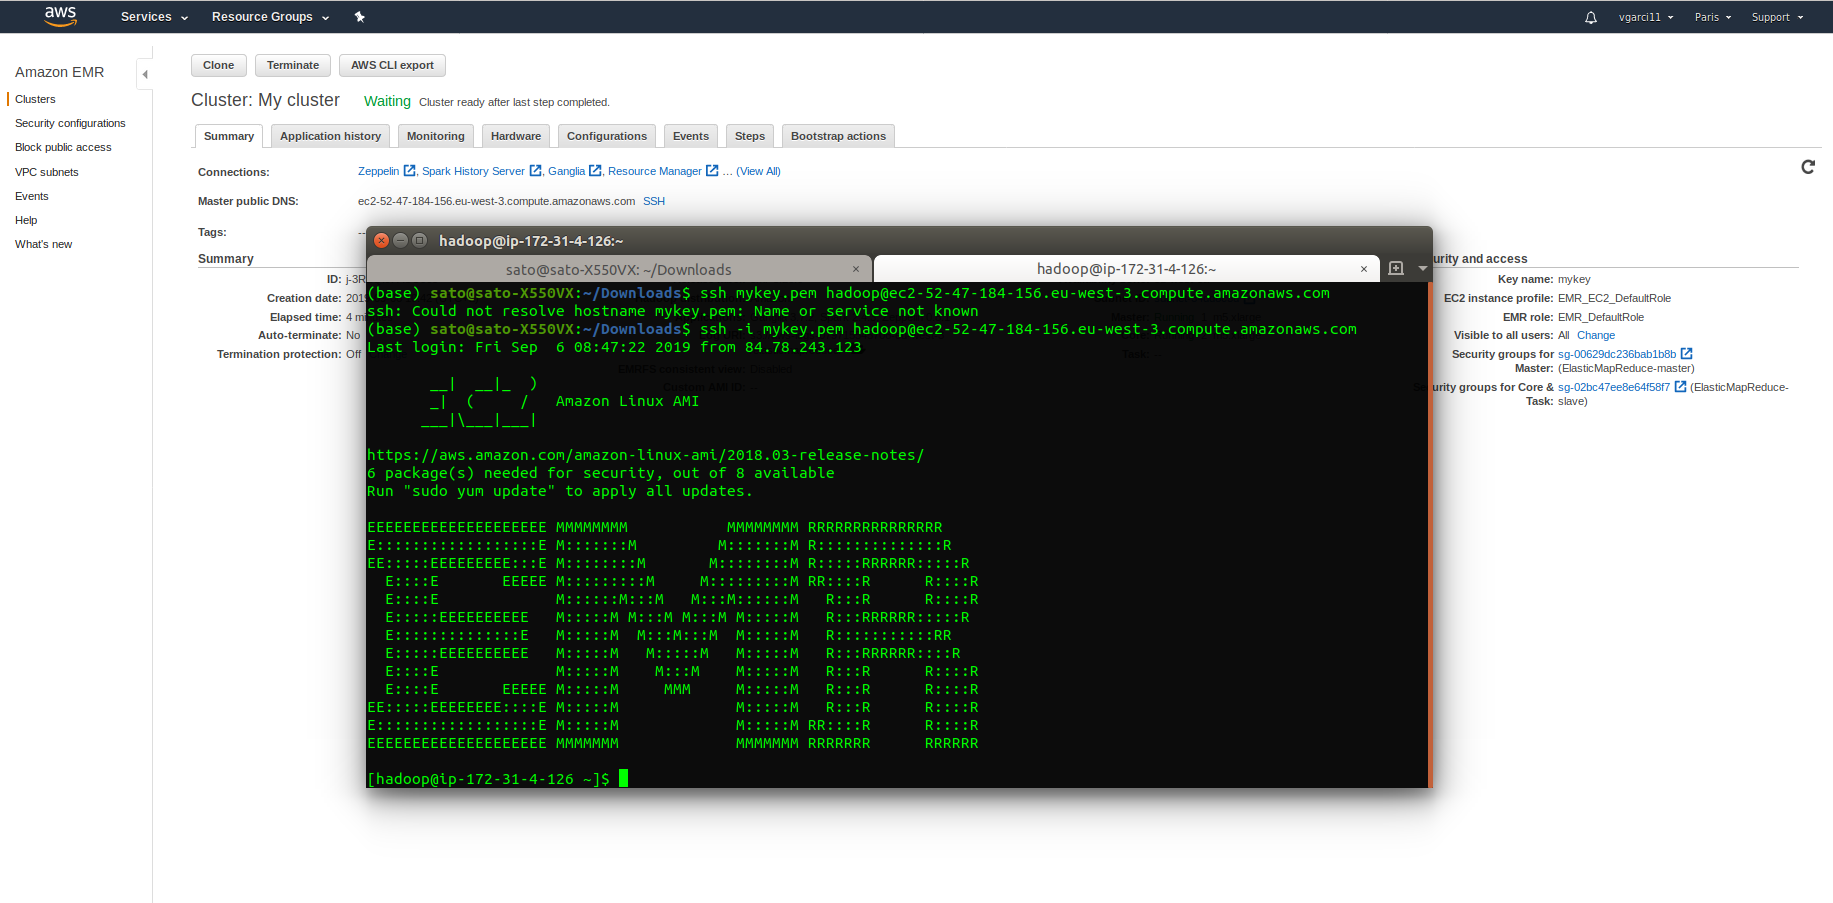 aws Services Resource Groups vgarci11 Paris Support
Amazon EMR
Clusters
Security configurations
Block public access
VPC subnets
Events
Help
What's new
Clone Terminate AWS CLI export
Cluster: My cluster Waiting Cluster ready after last step completed.
Summary Application history Monitoring Hardware Configurations Events Steps Bootstrap actions
Connections: Zeppelin , Spark History Server , Ganglia , Resource Manager ... (View All)
Master public DNS: ec2-52-47-184-156.eu-west-3.compute.amazonaws.com SSH
Tags: --
Summary
ID: j-3R
Creation date: 201
Elapsed time: 4 mi
Auto-terminate: No
Termination protection: Off
urity and access
Key name: mykey
EC2 instance profile: EMR_EC2_DefaultRole
EMR role: EMR_DefaultRole
Visible to all users: All Change
Security groups for sg-00629dc236bab1b8b
Master: (ElasticMapReduce-master)
urity groups for Core & sg-02bc47ee8e64f58f7 (ElasticMapReduce-
Task: slave)
hadoop@ip-172-31-4-126:~
sato@sato-X550VX: ~/Downloads × hadoop@ip-172-31-4-126:~ ×
(base) sato@sato-X550VX:~/Downloads$ ssh mykey.pem hadoop@ec2-52-47-184-156.eu-west-3.compute.amazonaws.com
ssh: Could not resolve hostname mykey.pem: Name or service not known
(base) sato@sato-X550VX:~/Downloads$ ssh -i mykey.pem hadoop@ec2-52-47-184-156.eu-west-3.compute.amazonaws.com
Last login: Fri Sep  6 08:47:22 2019 from 84.78.243.123
       __|  __|_  )
       _|  (     /   Amazon Linux AMI
      ___|\___|___|
https://aws.amazon.com/amazon-linux-ami/2018.03-release-notes/
6 package(s) needed for security, out of 8 available
Run "sudo yum update" to apply all updates.
EEEEEEEEEEEEEEEEEEEE MMMMMMMM           MMMMMMMM RRRRRRRRRRRRRRR
E::::::::::::::::::E M:::::::M         M:::::::M R::::::::::::::R
EE:::::EEEEEEEEE:::E M::::::::M       M::::::::M R:::::RRRRRR:::::R
  E::::E       EEEEE M:::::::::M     M:::::::::M RR::::R      R::::R
  E::::E             M::::::M:::M   M:::M::::::M   R:::R      R::::R
  E:::::EEEEEEEEEE   M:::::M M:::M M:::M M:::::M   R:::RRRRRR:::::R
  E::::::::::::::E   M:::::M  M:::M:::M  M:::::M   R:::::::::::RR
  E:::::EEEEEEEEEE   M:::::M   M:::::M   M:::::M   R:::RRRRRR::::R
  E::::E             M:::::M    M:::M    M:::::M   R:::R      R::::R
  E::::E       EEEEE M:::::M     MMM     M:::::M   R:::R      R::::R
EE:::::EEEEEEEE::::E M:::::M             M:::::M   R:::R      R::::R
E::::::::::::::::::E M:::::M             M:::::M RR::::R      R::::R
EEEEEEEEEEEEEEEEEEEE MMMMMMM             MMMMMMM RRRRRRR      RRRRRR
[hadoop@ip-172-31-4-126 ~]$